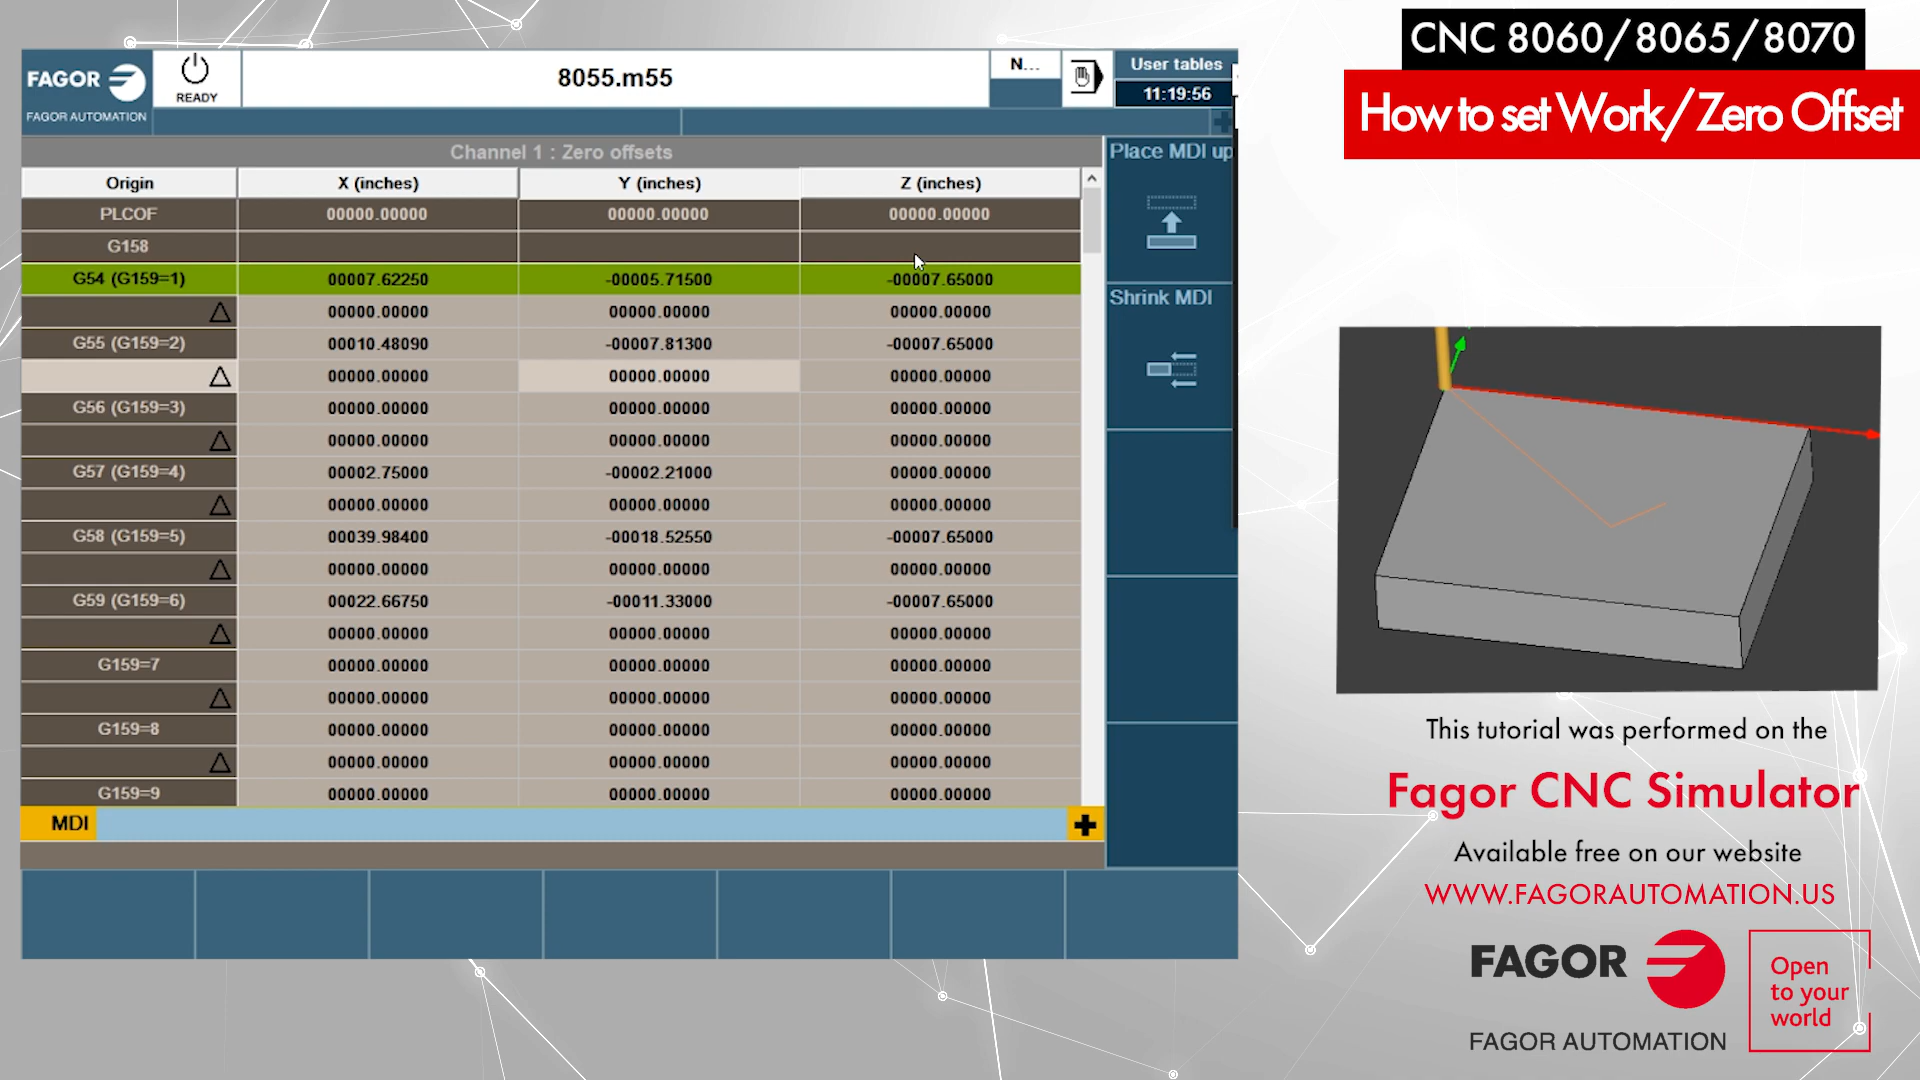 CNC 8060/8065/8070
How to set Work/Zero Offset
FAGOR
FAGOR AUTOMATION
READY
8055.m55
N...
User tables
11:19:56
Channel 1 : Zero offsets
Origin X (inches) Y (inches) Z (inches)
PLCOF 00000.00000 00000.00000 00000.00000
G158
G54 (G159=1) 00007.62250 -00005.71500 -00007.65000
△ 00000.00000 00000.00000 00000.00000
G55 (G159=2) 00010.48090 -00007.81300 -00007.65000
△ 00000.00000 00000.00000 00000.00000
G56 (G159=3) 00000.00000 00000.00000 00000.00000
△ 00000.00000 00000.00000 00000.00000
G57 (G159=4) 00002.75000 -00002.21000 00000.00000
△ 00000.00000 00000.00000 00000.00000
G58 (G159=5) 00039.98400 -00018.52550 -00007.65000
△ 00000.00000 00000.00000 00000.00000
G59 (G159=6) 00022.66750 -00011.33000 -00007.65000
△ 00000.00000 00000.00000 00000.00000
G159=7 00000.00000 00000.00000 00000.00000
△ 00000.00000 00000.00000 00000.00000
G159=8 00000.00000 00000.00000 00000.00000
△ 00000.00000 00000.00000 00000.00000
G159=9 00000.00000 00000.00000 00000.00000
MDI
Place MDI up
Shrink MDI
This tutorial was performed on the
Fagor CNC Simulator
Available free on our website
WWW.FAGORAUTOMATION.US
FAGOR
FAGOR AUTOMATION
Open
to your
world